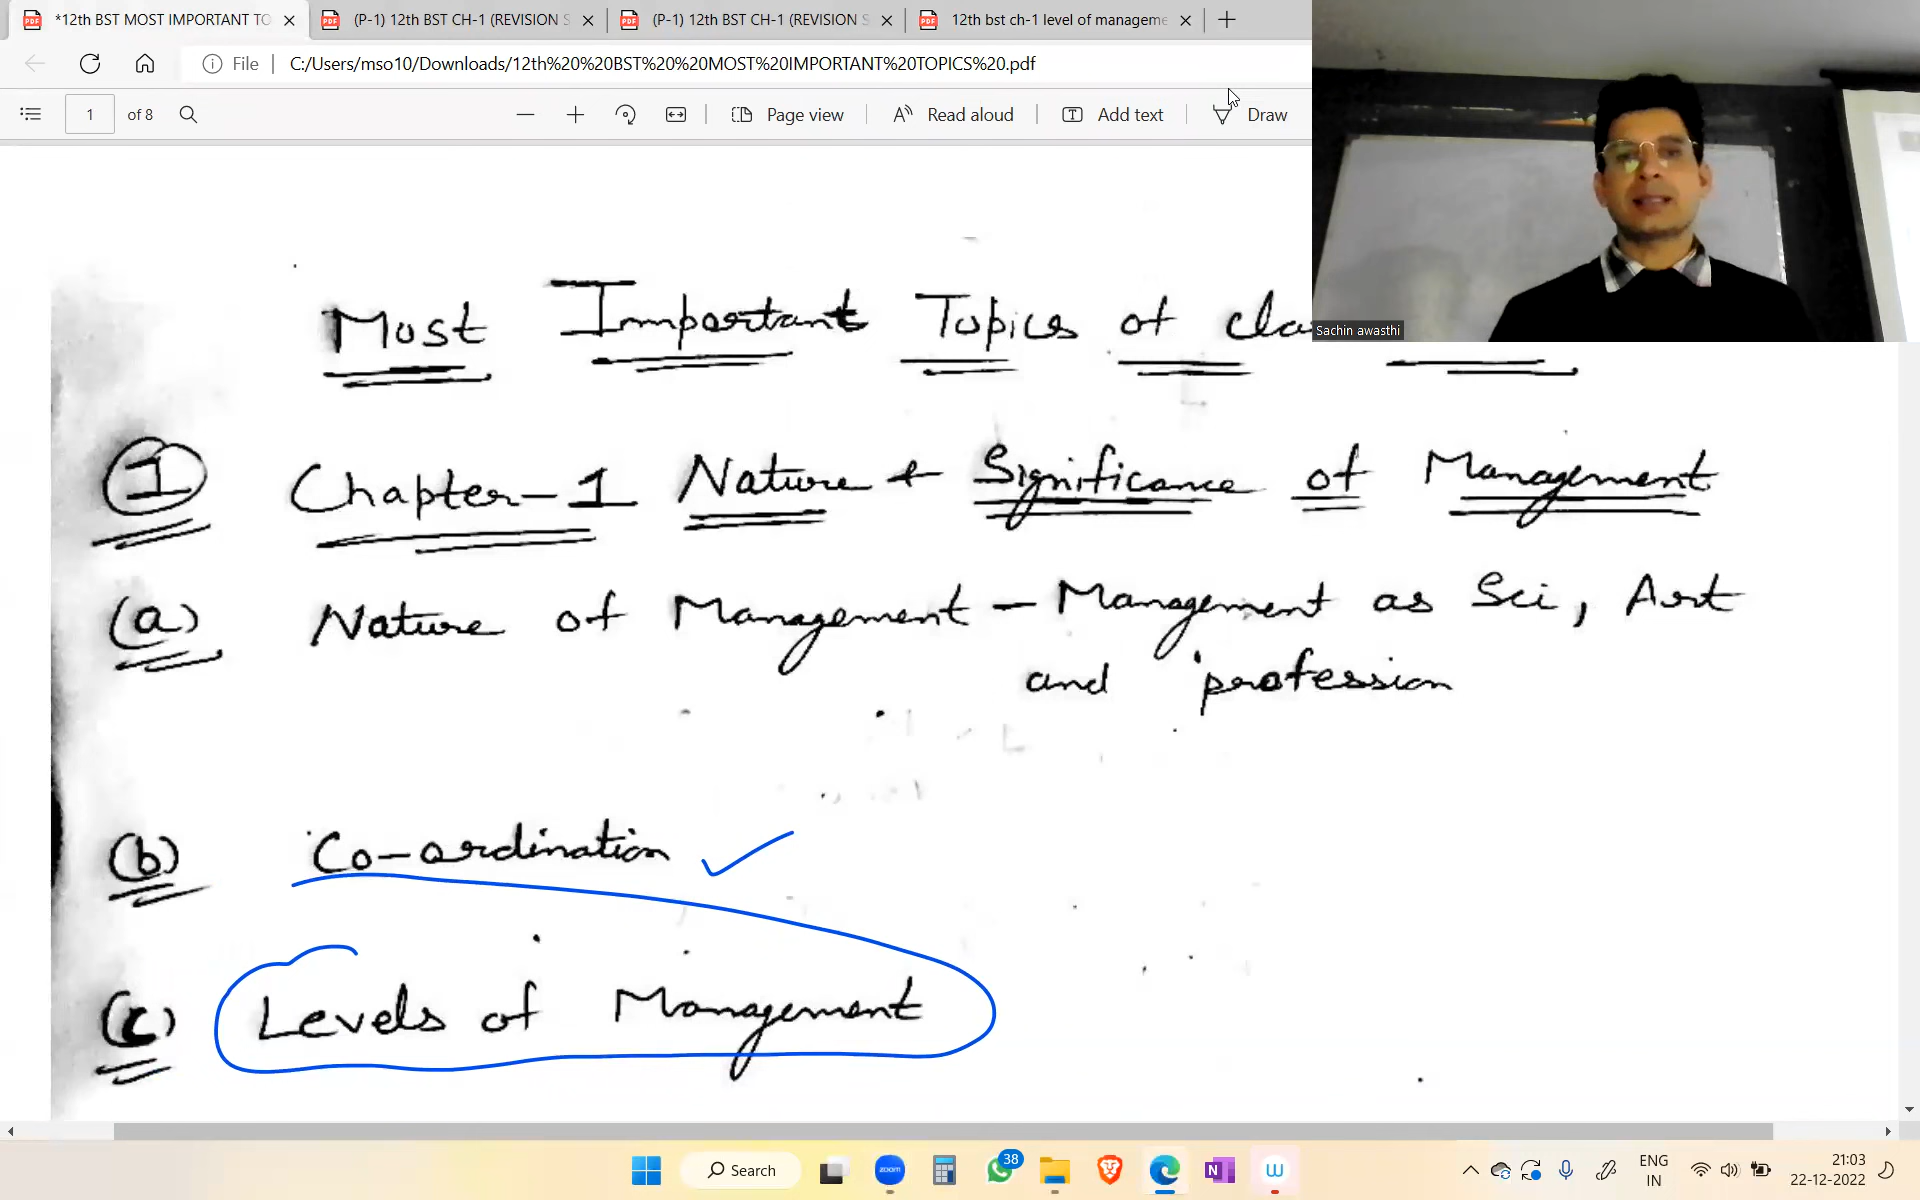 *12th BST MOST IMPORTANT TO
(P-1) 12th BST CH-1 (REVISION S
(P-1) 12th BST CH-1 (REVISION S
12th bst ch-1 level of manageme
File
C:/Users/mso10/Downloads/12th%20%20BST%20%20MOST%20IMPORTANT%20TOPICS%20.pdf
1 of 8
Page view
Read aloud
Add text
Draw
Sachin awasthi
Most Important Topics of cla
1 Chapter-1 Nature & Significance of Management
(a) Nature of Management - Management as Sci, Art
and profession
(b) Co-ordination
(c) Levels of Management
Search
zoom
38
ENG
IN
21:03
22-12-2022